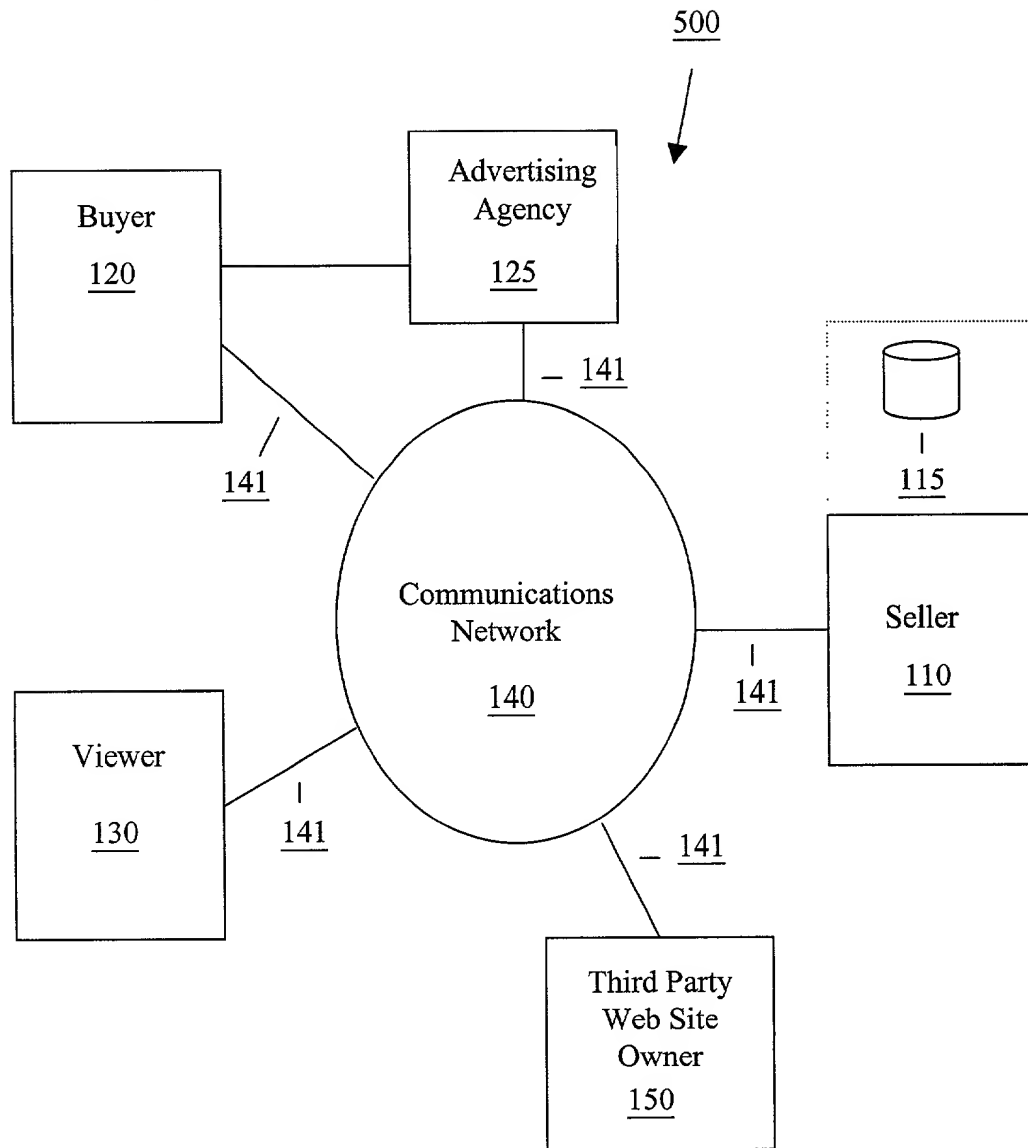 500
Advertising
Agency
125
Buyer
120
141
141
115
Communications
Network
140
Seller
110
141
Viewer
130
141
141
Third Party
Web Site
Owner
150